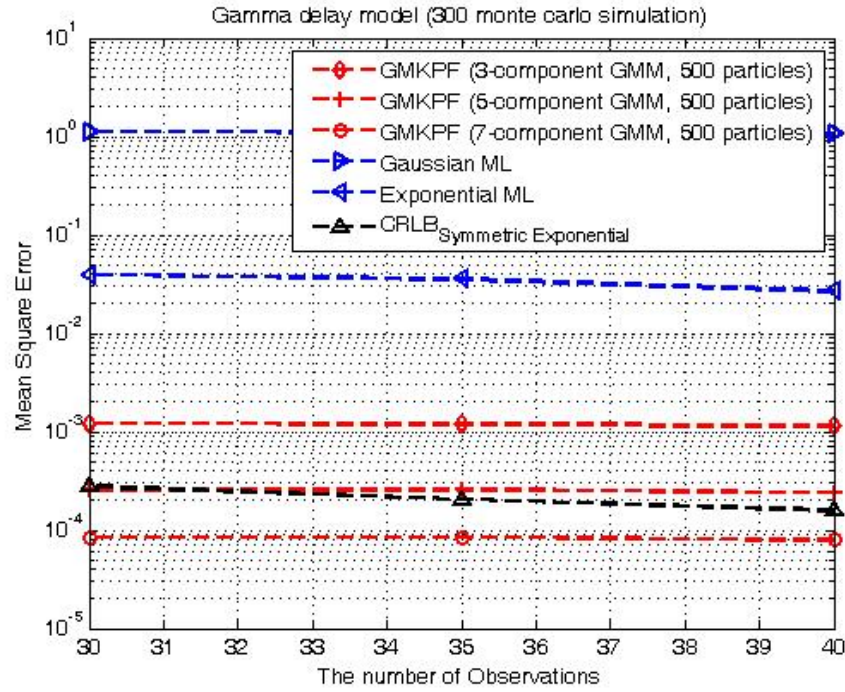 Gamma delay model (300 monte carlo simulation)
10^1
10^0
10^-1
10^-2
10^-3
10^-4
10^-5
Mean Square Error
GMKPF (3-component GMM, 500 particles)
GMKPF (5-component GMM, 500 particles)
GMKPF (7-component GMM, 500 particles)
Gaussian ML
Exponential ML
CRLB_Symmetric Exponential
30 31 32 33 34 35 36 37 38 39 40
The number of Observations